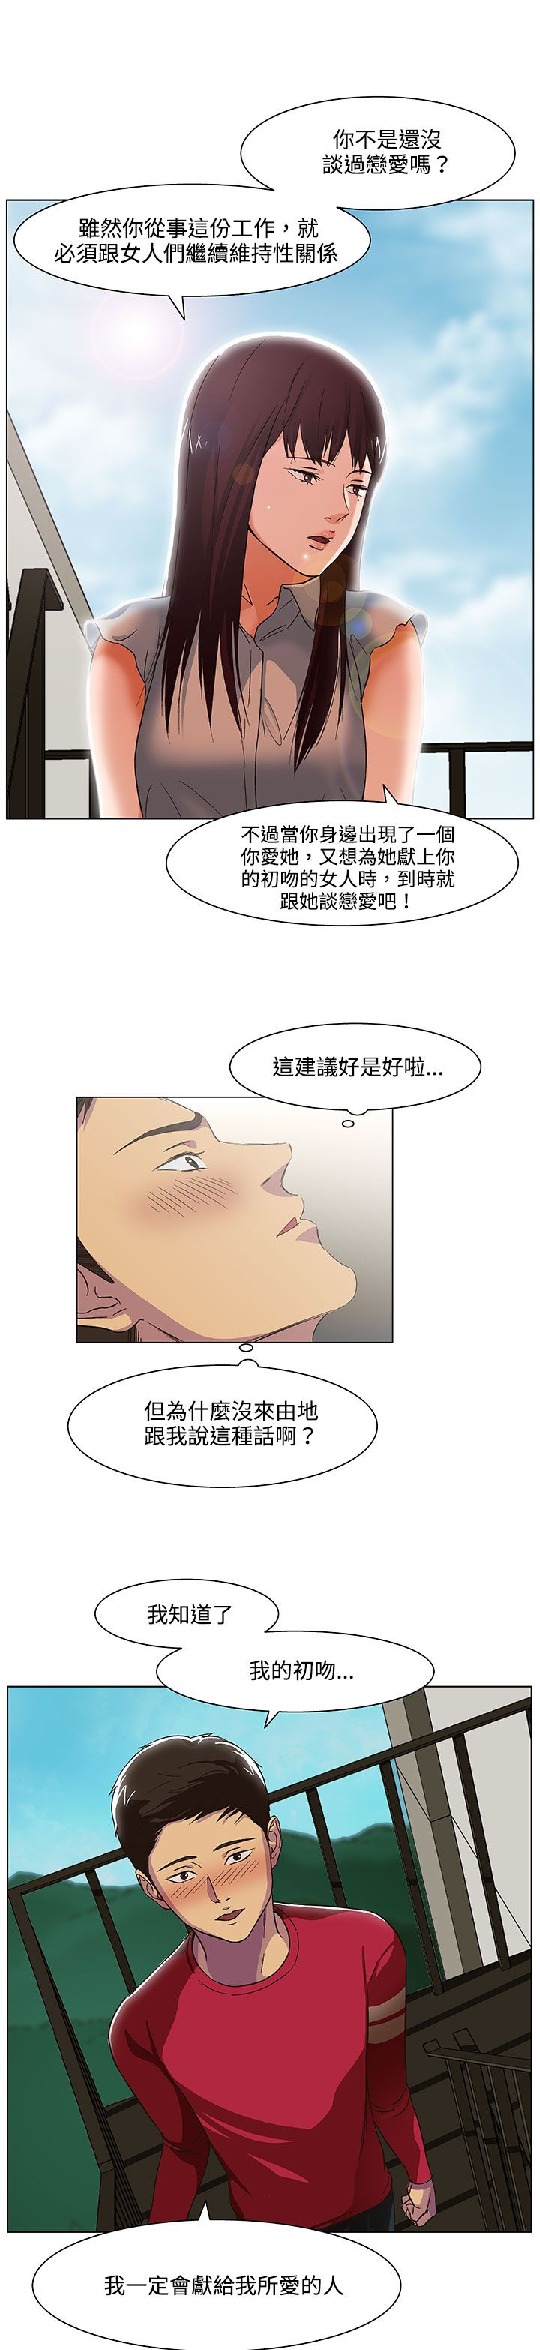 你不是還沒
談過戀愛嗎？
雖然你從事這份工作，就
必須跟女人們繼續維持性關係
不過當你身邊出現了一個
你愛她，又想為她獻上你
的初吻的女人時，到時就
跟她談戀愛吧！
這建議好是好啦...
但為什麼沒來由地
跟我說這種話啊？
我知道了
我的初吻...
我一定會獻給我所愛的人